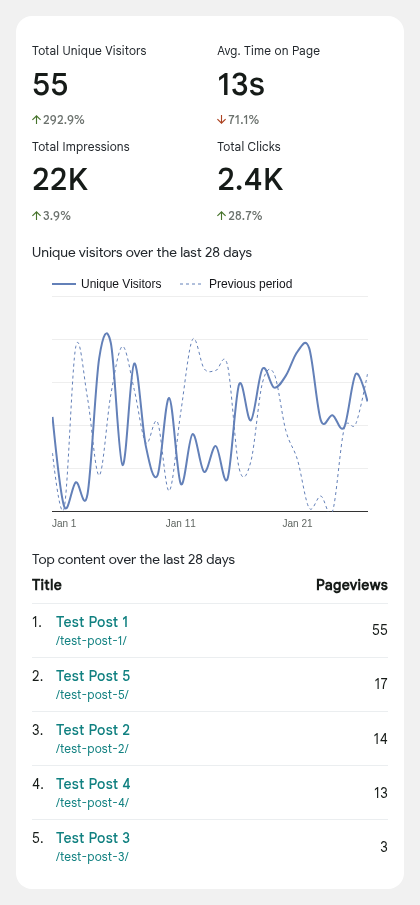 Total Unique Visitors
Avg. Time on Page
55
13s
↑292.9%
↓71.1%
Total Impressions
Total Clicks
22K
2.4K
↑3.9%
↑28.7%
Unique visitors over the last 28 days
Unique Visitors
Previous period
Jan 1
Jan 11
Jan 21
Top content over the last 28 days
Title
Pageviews
1. Test Post 1
55
/test-post-1/
2. Test Post 5
17
/test-post-5/
3. Test Post 2
14
/test-post-2/
4. Test Post 4
13
/test-post-4/
5. Test Post 3
3
/test-post-3/